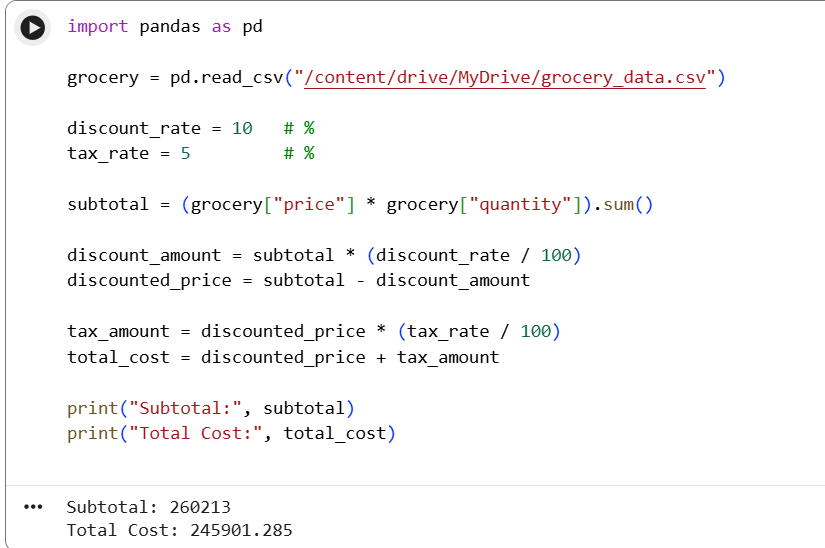 import pandas as pd
grocery = pd.read_csv("/content/drive/MyDrive/grocery_data.csv")
discount_rate = 10   # %
tax_rate = 5         # %
subtotal = (grocery["price"] * grocery["quantity"]).sum()
discount_amount = subtotal * (discount_rate / 100)
discounted_price = subtotal - discount_amount
tax_amount = discounted_price * (tax_rate / 100)
total_cost = discounted_price + tax_amount
print("Subtotal:", subtotal)
print("Total Cost:", total_cost)
Subtotal: 260213
Total Cost: 245901.285